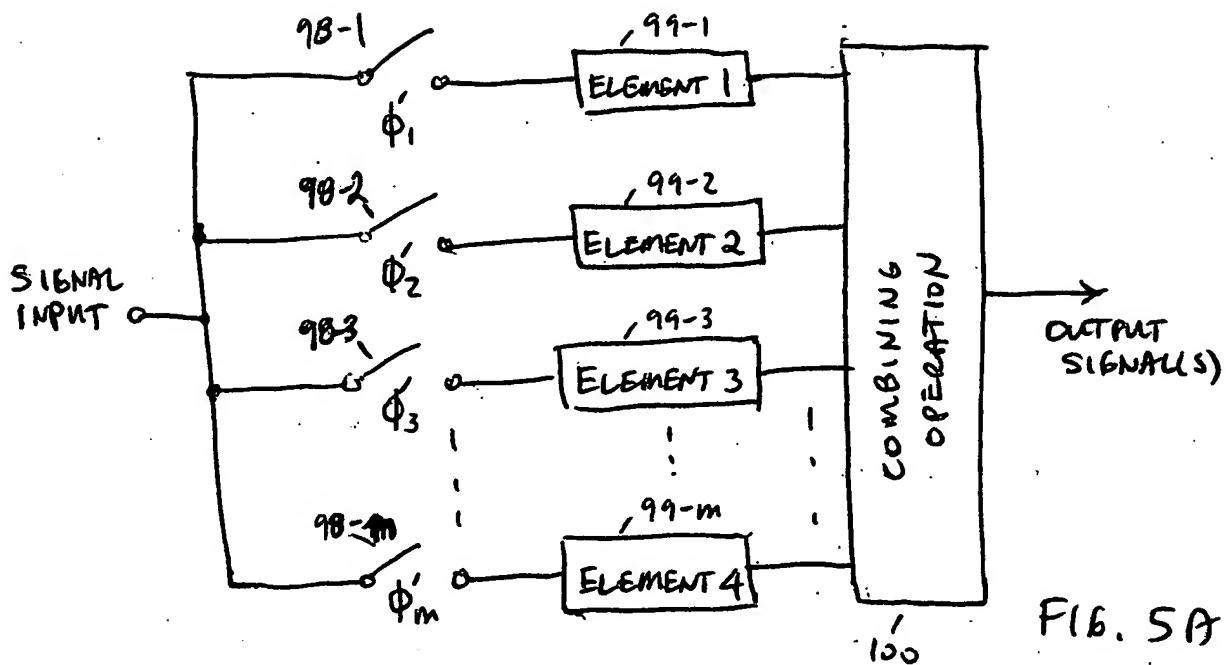 98-1
99-1
ELEMENT 1
ϕ'₁
98-2
99-2
ELEMENT 2
ϕ'₂
SIGNAL
INPUT
98-3
99-3
ELEMENT 3
ϕ'₃
98-m
99-m
ELEMENT 4
ϕ'ₘ
COMBINING
OPERATION
OUTPUT
SIGNAL(S)
100
FIG. 5A